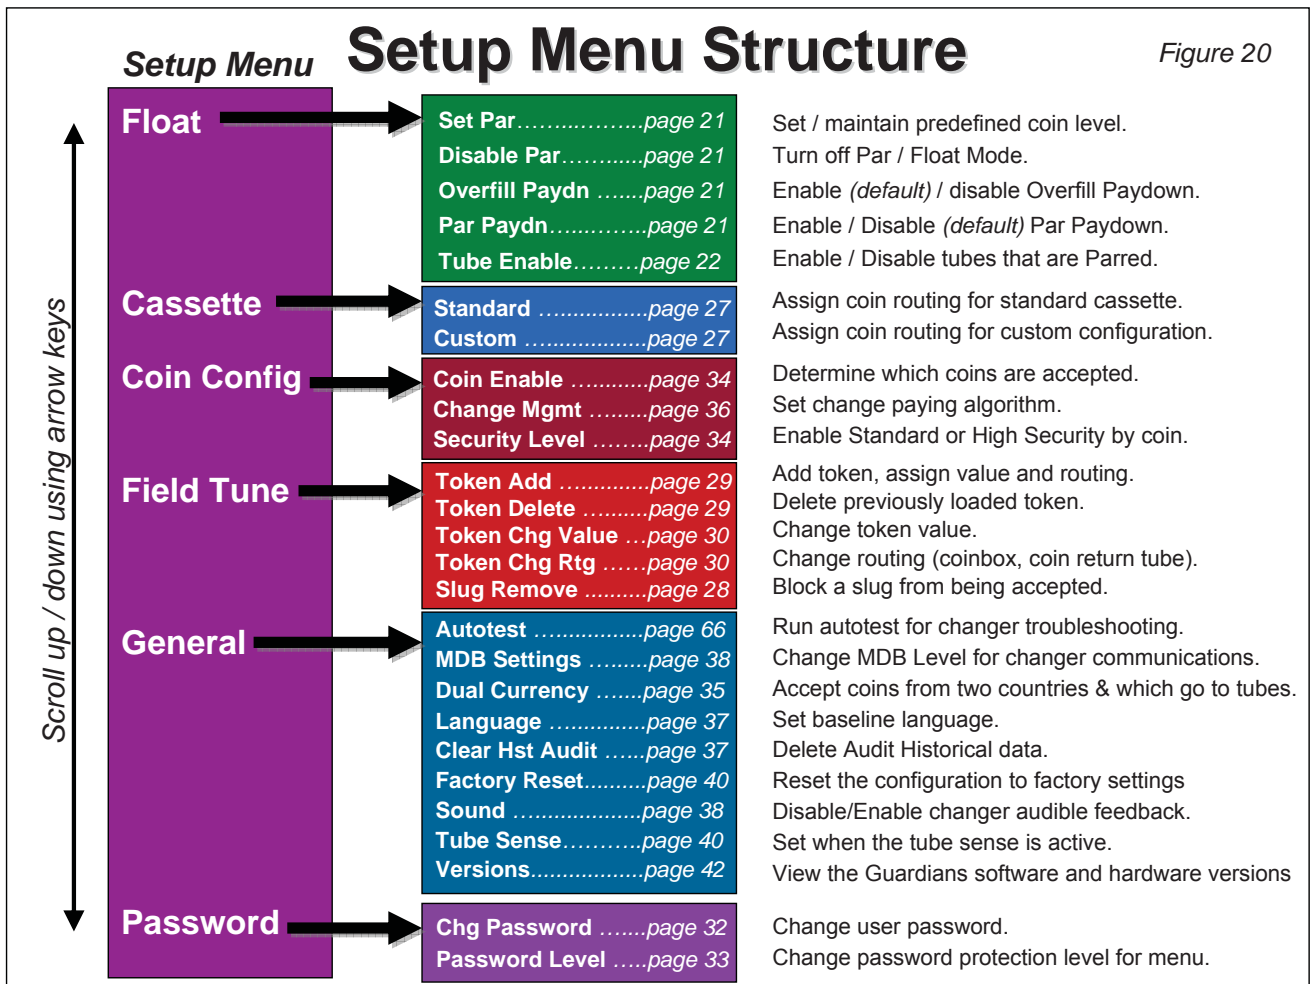 Setup Menu Structure
Figure 20
Setup Menu
Scroll up / down using arrow keys
Float
Set Par…….....……...page 21 Set / maintain predefined coin level.
Disable Par……......page 21 Turn off Par / Float Mode.
Overfill Paydn …....page 21 Enable (default) / disable Overfill Paydown.
Par Paydn…...……...page 21 Enable / Disable (default) Par Paydown.
Tube Enable………page 22 Enable / Disable tubes that are Parred.
Cassette
Standard …...............page 27 Assign coin routing for standard cassette.
Custom …..................page 27 Assign coin routing for custom configuration.
Coin Config
Coin Enable …...........page 34 Determine which coins are accepted.
Change Mgmt ….......page 36 Set change paying algorithm.
Security Level ……..page 34 Enable Standard or High Security by coin.
Field Tune
Token Add ….............page 29 Add token, assign value and routing.
Token Delete …..........page 29 Delete previously loaded token.
Token Chg Value …page 30 Change token value.
Token Chg Rtg ……page 30 Change routing (coinbox, coin return tube).
Slug Remove ..........page 28 Block a slug from being accepted.
General
Autotest ….................page 66 Run autotest for changer troubleshooting.
MDB Settings ….......page 38 Change MDB Level for changer communications.
Dual Currency …....page 35 Accept coins from two countries & which go to tubes.
Language …..............page 37 Set baseline language.
Clear Hst Audit …...page 37 Delete Audit Historical data.
Factory Reset..........page 40 Reset the configuration to factory settings
Sound …...................page 38 Disable/Enable changer audible feedback.
Tube Sense………..page 40 Set when the tube sense is active.
Versions.................page 42 View the Guardians software and hardware versions
Password
Chg Password …....page 32 Change user password.
Password Level …..page 33 Change password protection level for menu.